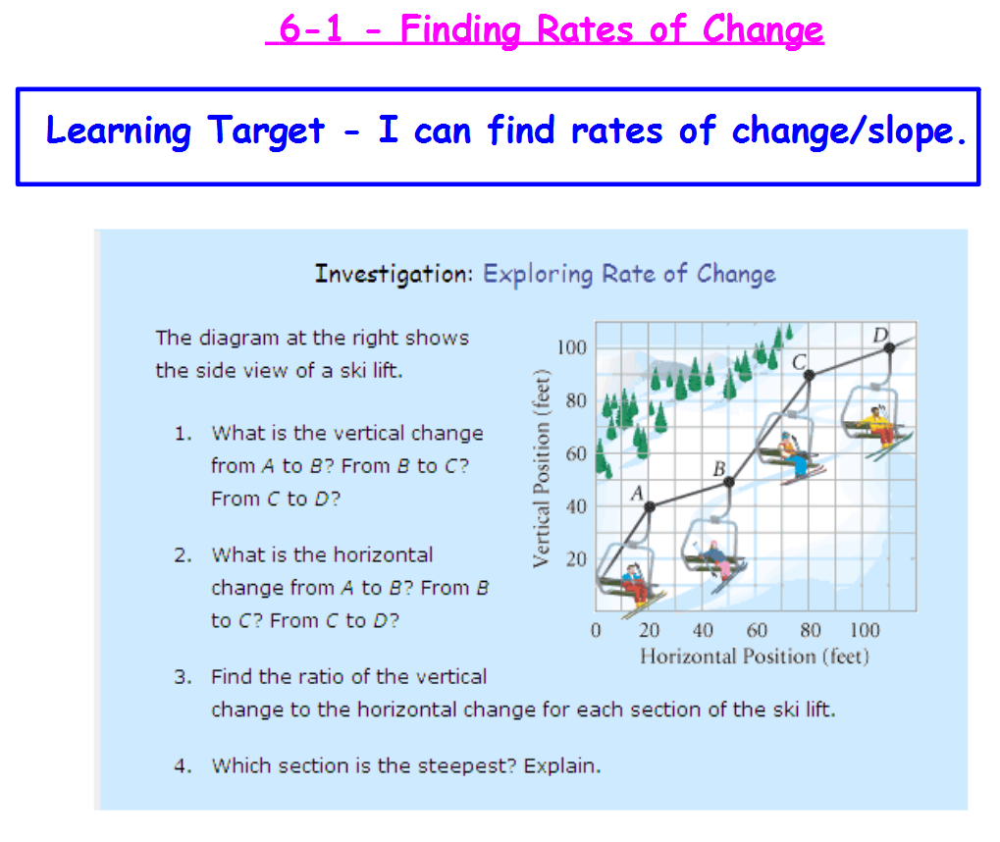 6-1 - Finding Rates of Change
Learning Target - I can find rates of change/slope.
Investigation: Exploring Rate of Change
The diagram at the right shows
the side view of a ski lift.
1. What is the vertical change
from A to B? From B to C?
From C to D?
2. What is the horizontal
change from A to B? From B
to C? From C to D?
3. Find the ratio of the vertical
change to the horizontal change for each section of the ski lift.
4. Which section is the steepest? Explain.
Vertical Position (feet)
100
80
60
40
20
A
B
C
D
0 20 40 60 80 100
Horizontal Position (feet)